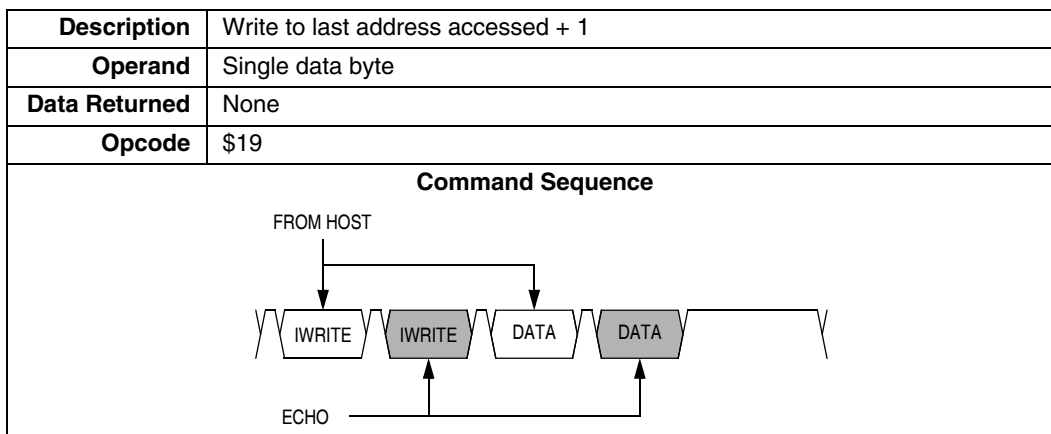 Description Write to last address accessed + 1
Operand Single data byte
Data Returned None
Opcode $19
Command Sequence
FROM HOST
IWRITE IWRITE DATA DATA
ECHO